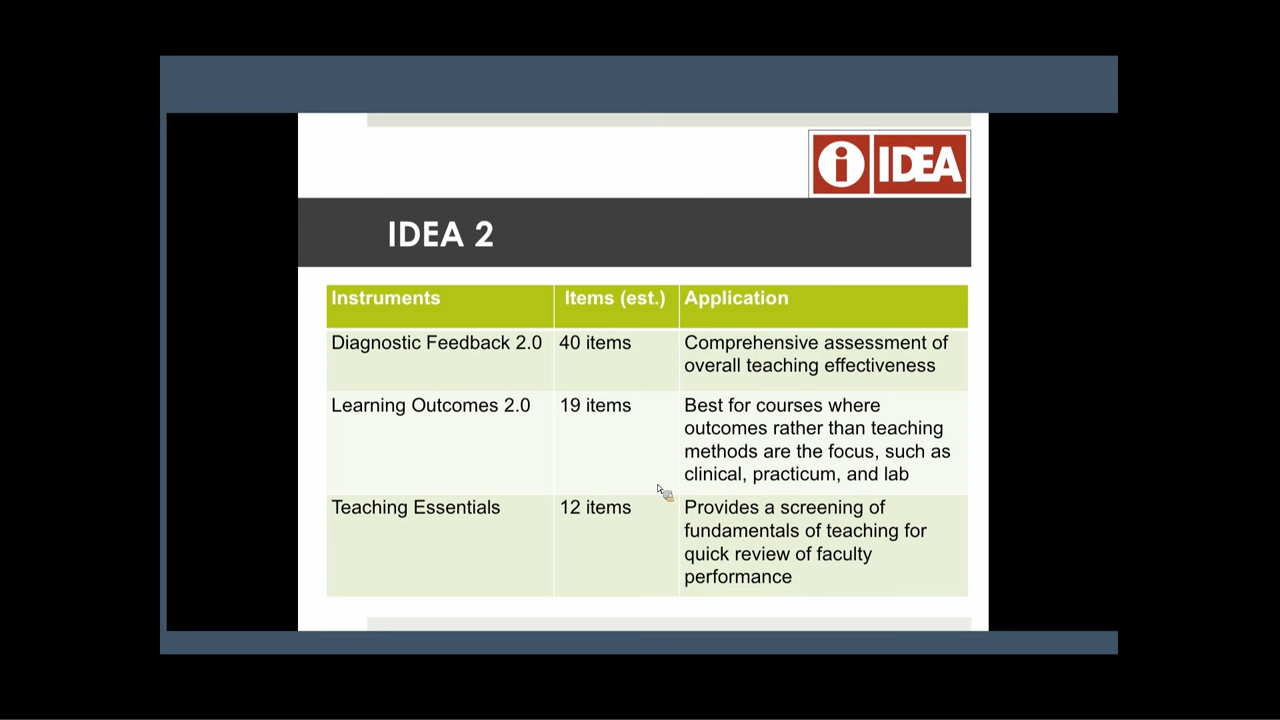 i IDEA
IDEA 2
Instruments Items (est.) Application
Diagnostic Feedback 2.0 40 items Comprehensive assessment of
overall teaching effectiveness
Learning Outcomes 2.0 19 items Best for courses where
outcomes rather than teaching
methods are the focus, such as
clinical, practicum, and lab
Teaching Essentials 12 items Provides a screening of
fundamentals of teaching for
quick review of faculty
performance